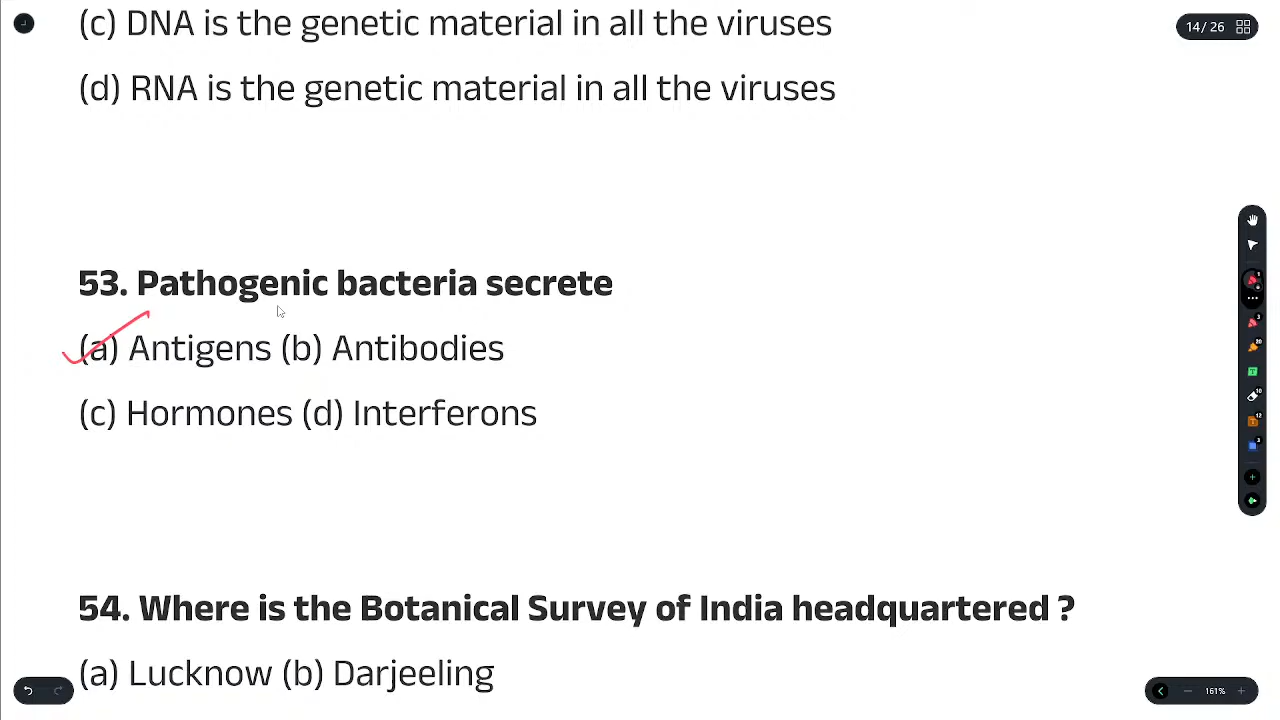 (c) DNA is the genetic material in all the viruses
14/ 26
(d) RNA is the genetic material in all the viruses
53. Pathogenic bacteria secrete
(a) Antigens (b) Antibodies
(c) Hormones (d) Interferons
54. Where is the Botanical Survey of India headquartered ?
(a) Lucknow (b) Darjeeling
161%